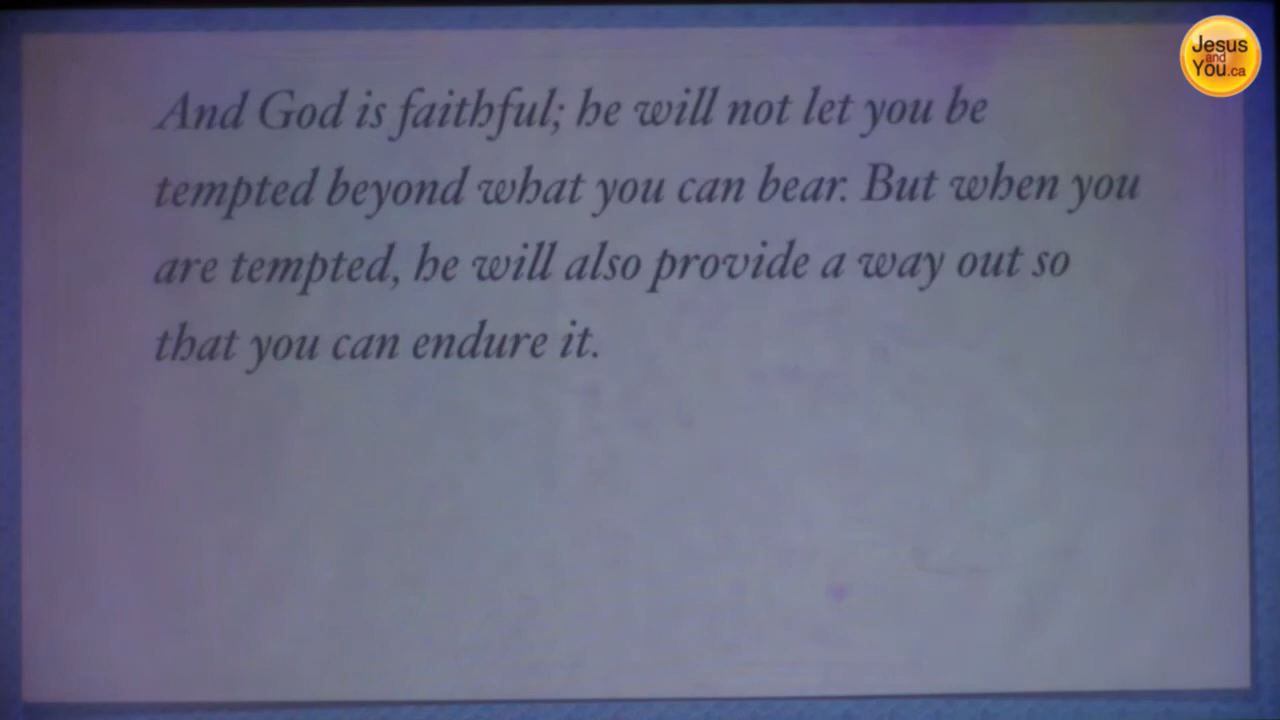 And God is faithful; he will not let you be
tempted beyond what you can bear. But when you
are tempted, he will also provide a way out so
that you can endure it.
Jesus
and
You.ca